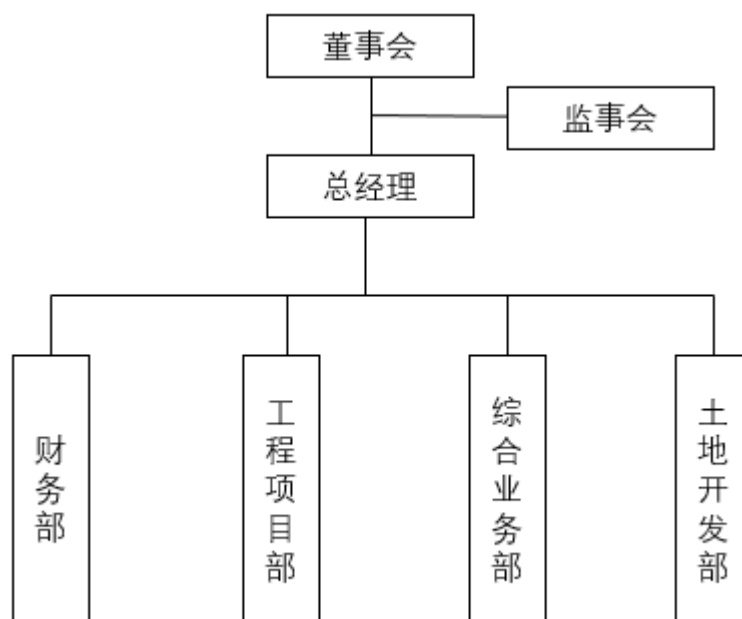 董事会
监事会
总经理
财务部
工程项目部
综合业务部
土地开发部